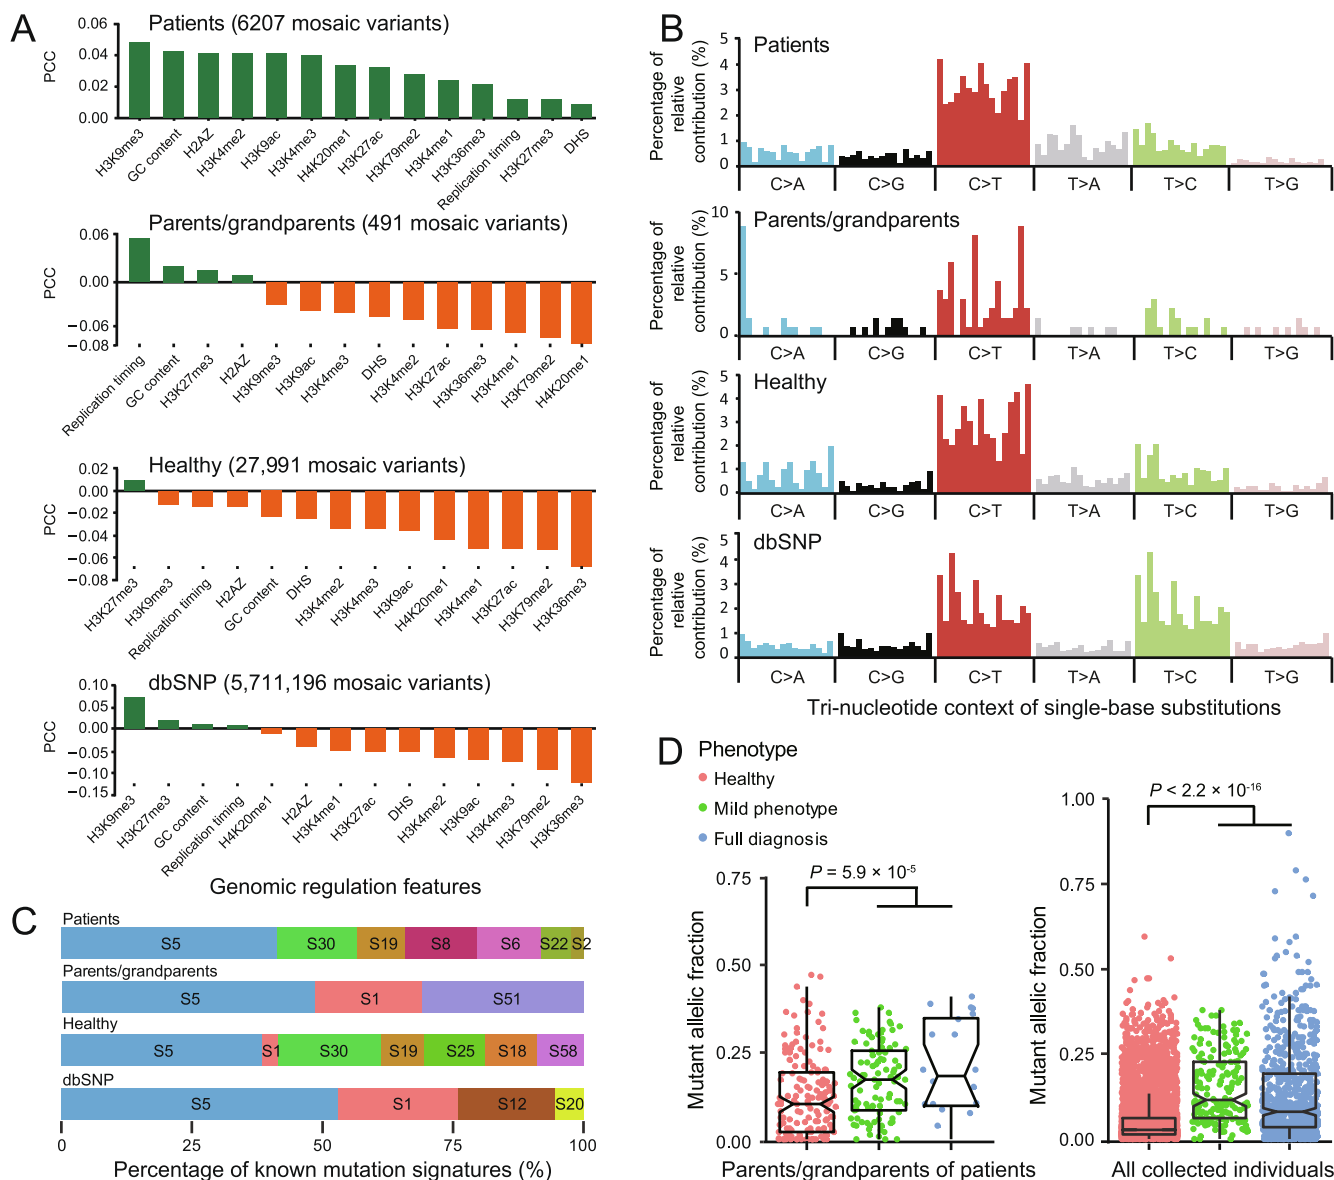 A
Patients (6207 mosaic variants)
PCC
0.06
0.04
0.02
0.00
H3K9me3
GC content
H2AZ
H3K4me2
H3K9ac
H3K4me3
H4K20me1
H3K27ac
H3K79me2
H3K4me1
H3K36me3
Replication timing
H3K27me3
DHS
Parents/grandparents (491 mosaic variants)
PCC
0.06
0.00
−0.06
−0.08
Replication timing
GC content
H3K27me3
H2AZ
H3K9me3
H3K9ac
H3K4me3
DHS
H3K4me2
H3K27ac
H3K36me3
H3K4me1
H3K79me2
H4K20me1
Healthy (27,991 mosaic variants)
PCC
0.02
0.00
−0.02
−0.04
−0.06
−0.08
H3K27me3
H3K9me3
Replication timing
H2AZ
GC content
DHS
H3K4me2
H3K4me3
H3K9ac
H4K20me1
H3K4me1
H3K27ac
H3K79me2
H3K36me3
dbSNP (5,711,196 mosaic variants)
PCC
0.10
0.05
0.00
−0.05
−0.10
−0.15
H3K9me3
H3K27me3
GC content
Replication timing
H4K20me1
H2AZ
H3K4me1
H3K27ac
DHS
H3K4me2
H3K9ac
H3K4me3
H3K79me2
H3K36me3
Genomic regulation features
B
Patients
Percentage of
relative
contribution (%)
5
4
3
2
1
0
C>A C>G C>T T>A T>C T>G
Parents/grandparents
Percentage of
relative
contribution (%)
10
5
0
C>A C>G C>T T>A T>C T>G
Healthy
Percentage of
relative
contribution (%)
5
4
3
2
1
0
C>A C>G C>T T>A T>C T>G
dbSNP
Percentage of
relative
contribution (%)
5
4
3
2
1
0
C>A C>G C>T T>A T>C T>G
Tri-nucleotide context of single-base substitutions
C
Patients
S5 S30 S19 S8 S6 S22 S2
Parents/grandparents
S5 S1 S51
Healthy
S5 S1 S30 S19 S25 S18 S58
dbSNP
S5 S1 S12 S20
0 25 50 75 100
Percentage of known mutation signatures (%)
D
Phenotype
Healthy
Mild phenotype
Full diagnosis
P = 5.9 × 10-5
Mutant allelic fraction
0.75
0.50
0.25
0.00
Parents/grandparents of patients
P < 2.2 × 10-16
Mutant allelic fraction
1.00
0.75
0.50
0.25
0.00
All collected individuals